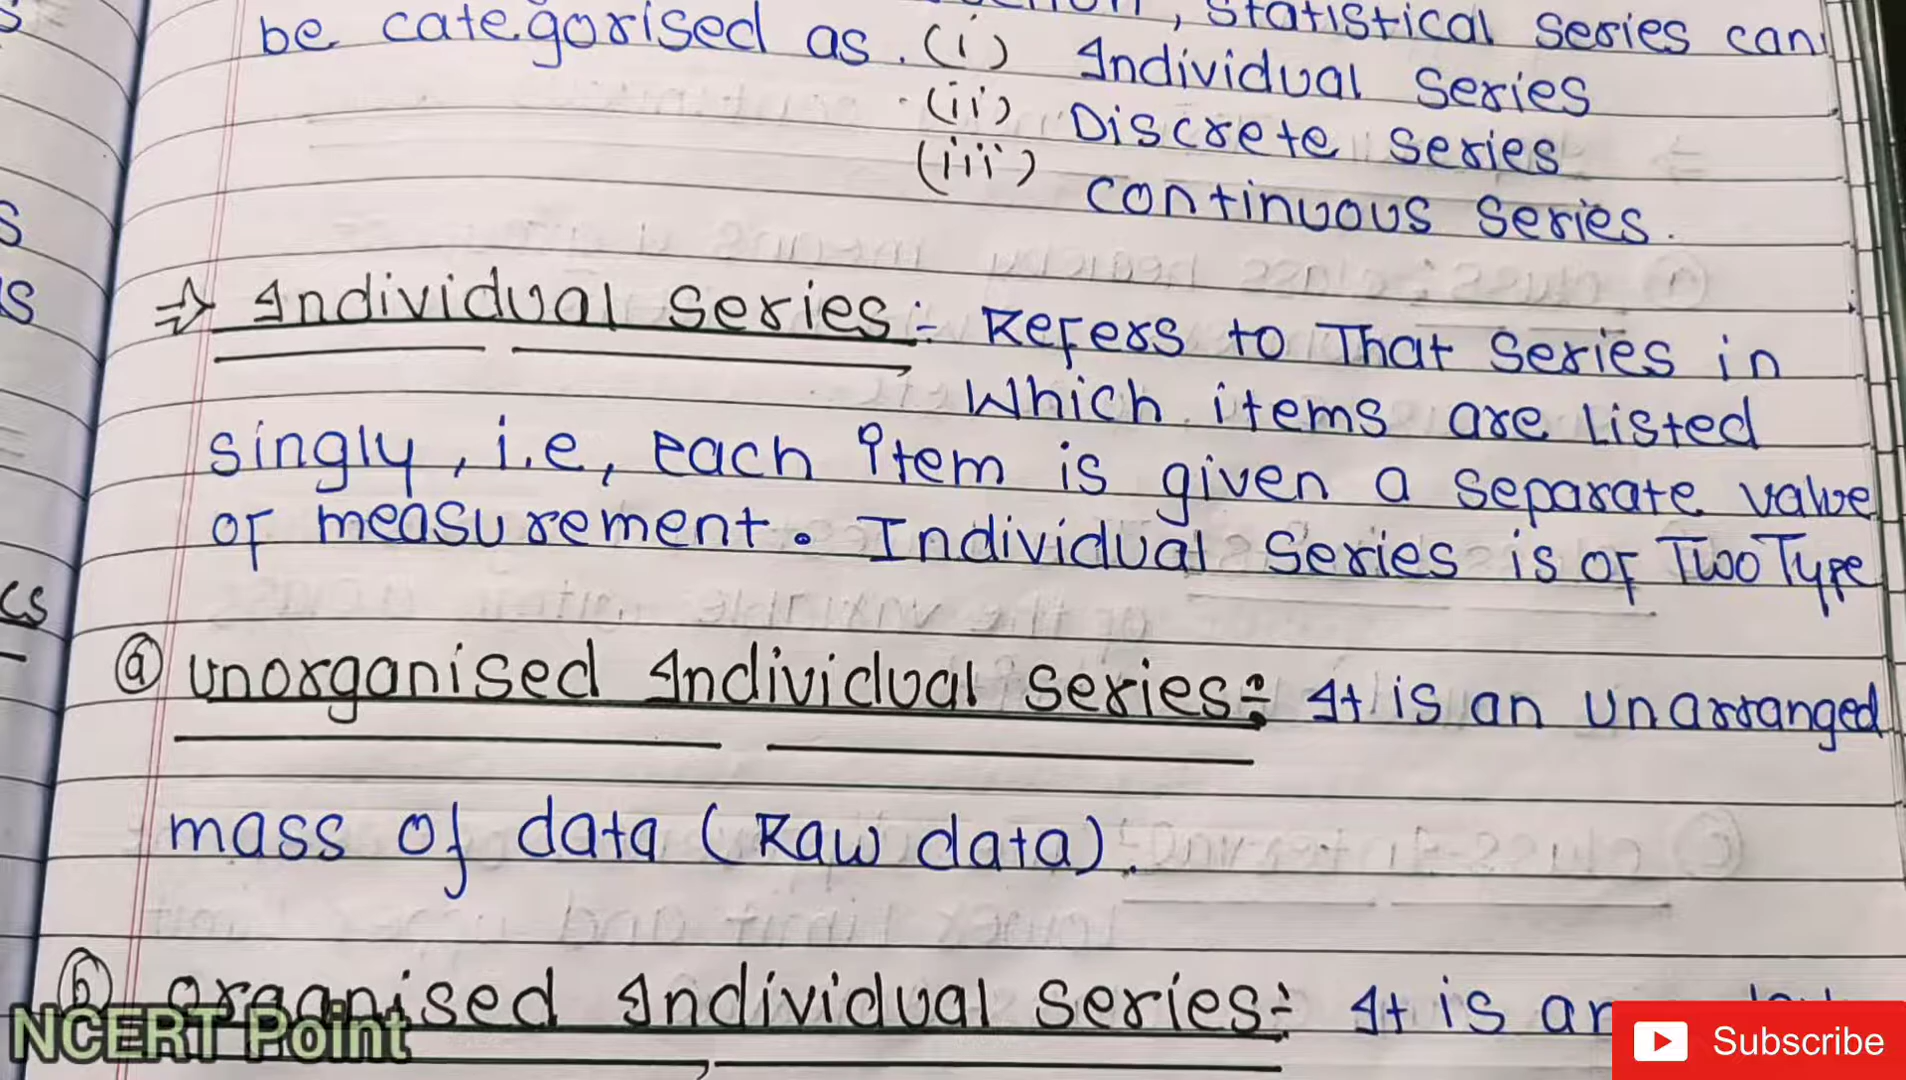 , Statistical Series can
be categorised as. (i) Individual Series
(ii) Discrete Series
(iii) continuous Series.
⇒ Individual Series :- Refers to That Series in
Which items are Listed
singly, i.e, each item is given a separate value
of measurement. Individual Series is of Two Type
(a) unorganised Individual Series :- It is an unarranged
mass of data (Raw data).
(b) organised Individual Series :- It is
NCERT Point
Subscribe